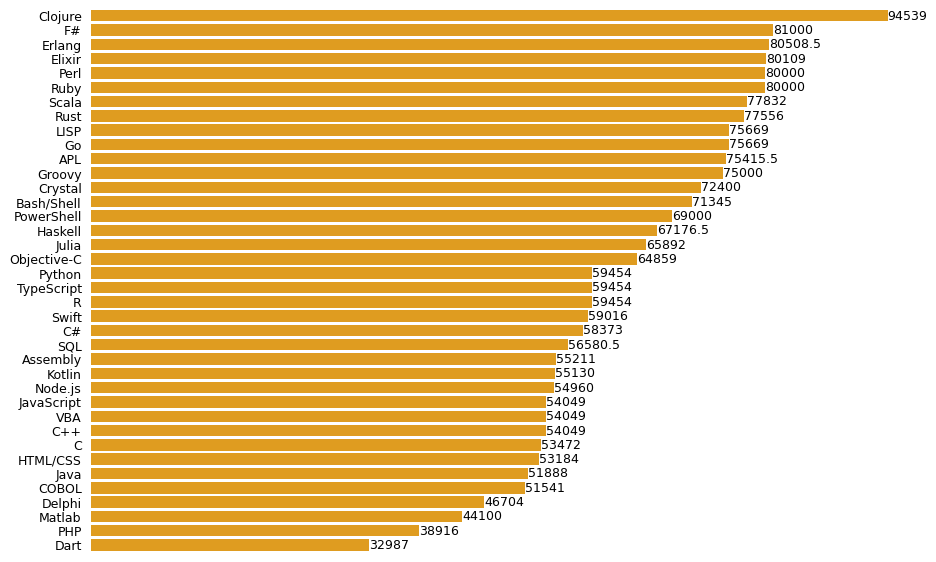 Clojure 94539
F# 81000
Erlang 80508.5
Elixir 80109
Perl 80000
Ruby 80000
Scala 77832
Rust 77556
LISP 75669
Go 75669
APL 75415.5
Groovy 75000
Crystal 72400
Bash/Shell 71345
PowerShell 69000
Haskell 67176.5
Julia 65892
Objective-C 64859
Python 59454
TypeScript 59454
R 59454
Swift 59016
C# 58373
SQL 56580.5
Assembly 55211
Kotlin 55130
Node.js 54960
JavaScript 54049
VBA 54049
C++ 54049
C 53472
HTML/CSS 53184
Java 51888
COBOL 51541
Delphi 46704
Matlab 44100
PHP 38916
Dart 32987